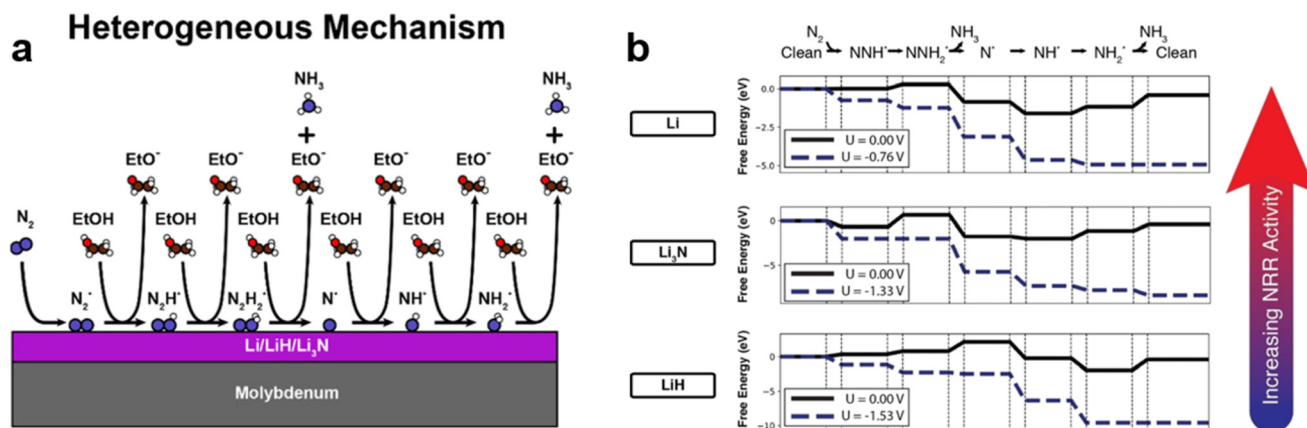 Heterogeneous Mechanism
a
NH₃
NH₃
+
+
EtO⁻ EtO⁻ EtO⁻ EtO⁻ EtO⁻ EtO⁻
N₂
EtOH EtOH EtOH EtOH EtOH EtOH
N₂* N₂H* N₂H₂* N* NH* NH₂*
Li/LiH/Li₃N
Molybdenum
b
N₂ NH₃ NH₃
Clean NNH* NNH₂* N* NH* NH₂* Clean
Li
Free Energy (eV)
0.0
−2.5
−5.0
U = 0.00 V
U = -0.76 V
Li₃N
Free Energy (eV)
0
−5
U = 0.00 V
U = -1.33 V
LiH
Free Energy (eV)
0
−5
−10
U = 0.00 V
U = -1.53 V
Increasing NRR Activity